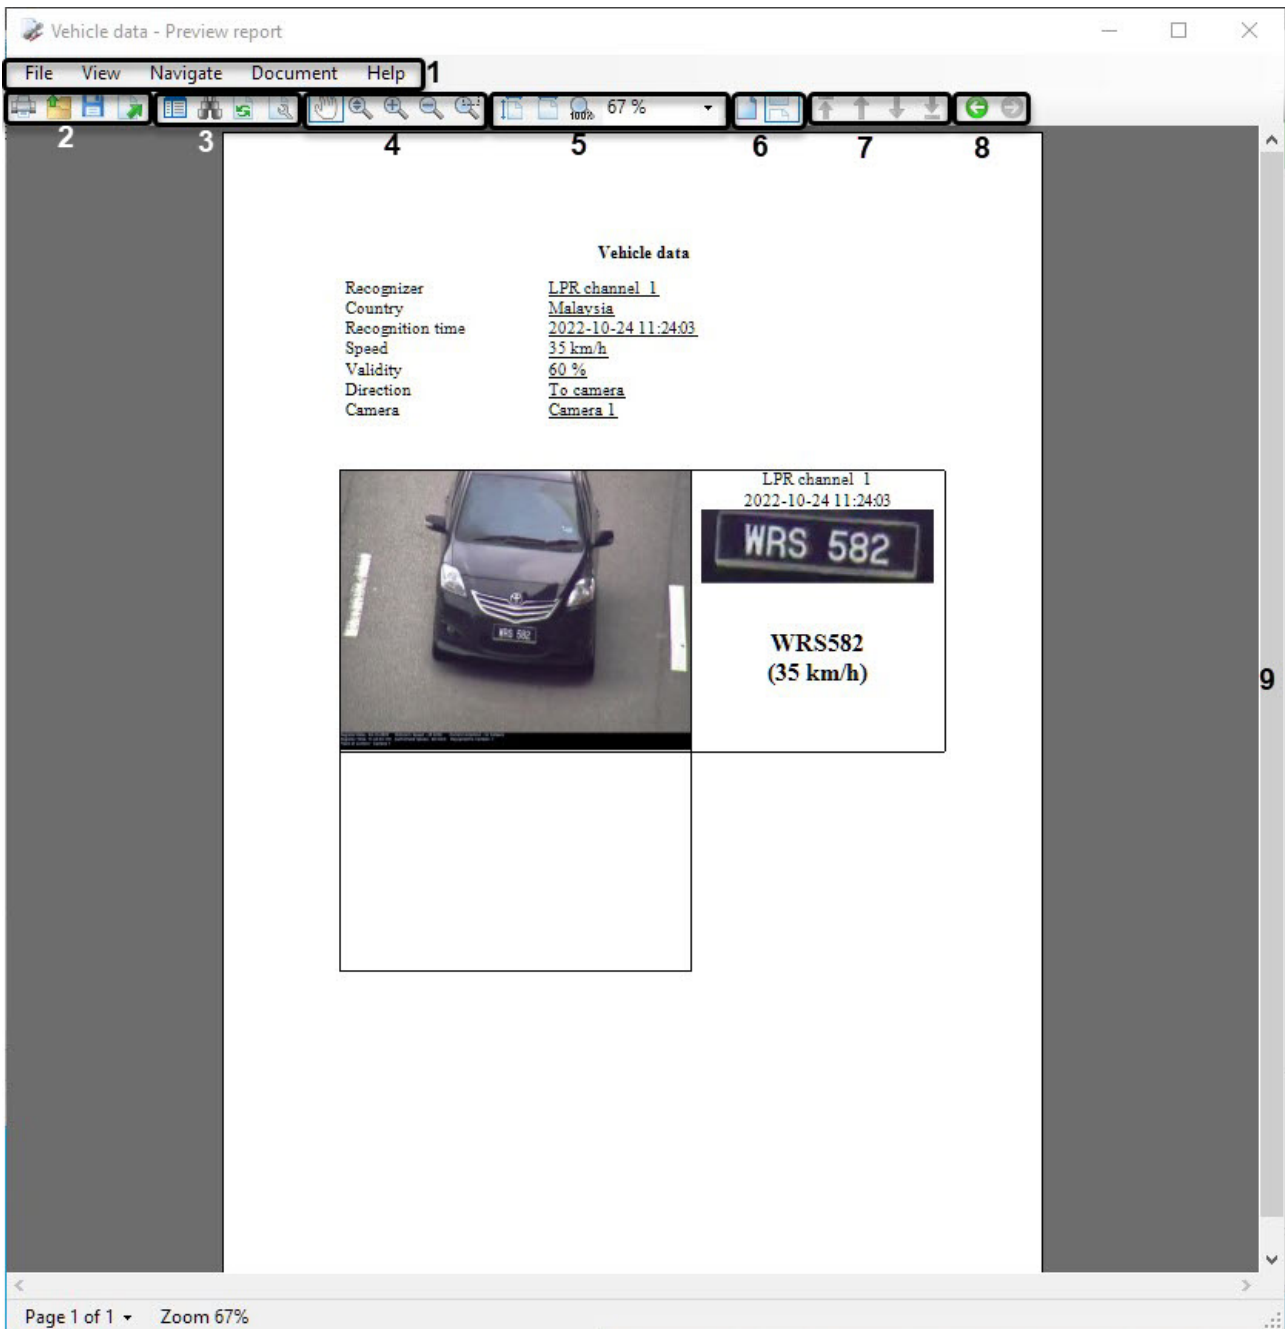 Vehicle data - Preview report
File View Navigate Document Help 1
100% 67 %
2 3 4 5 6 7 8
Vehicle data
Recognizer LPR channel 1
Country Malaysia
Recognition time 2022-10-24 11:24:03
Speed 35 km/h
Validity 60 %
Direction To camera
Camera Camera 1
LPR channel 1
2022-10-24 11:24:03
WRS 582
WRS 582
WRS582
(35 km/h)
9
Page 1 of 1 Zoom 67%